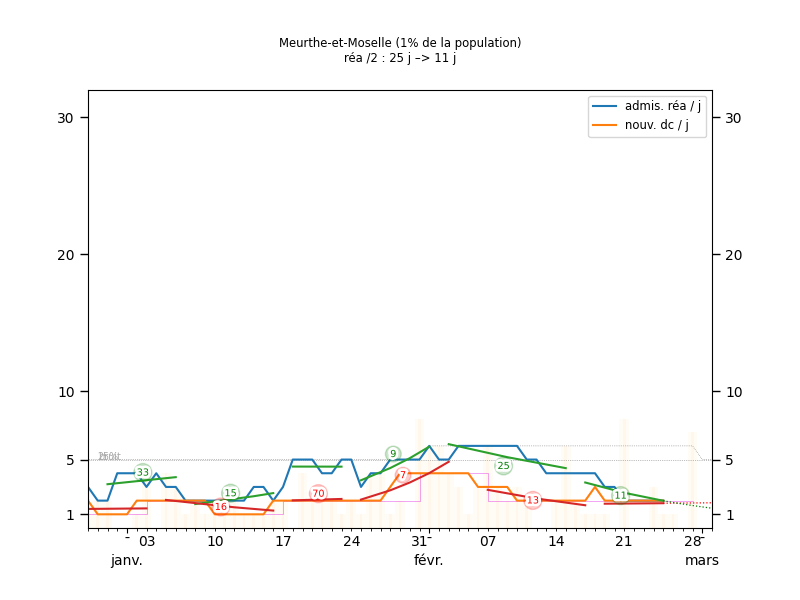 Meurthe-et-Moselle (1% de la population)
réa /2 : 25 j –> 11 j
admis. réa / j
nouv. dc / j
30 30
20 20
10 10
5 5
1 1
33
15
16
70
9
7
25
13
11
03 10 17 24 31 07 14 21 28
janv. févr. mars